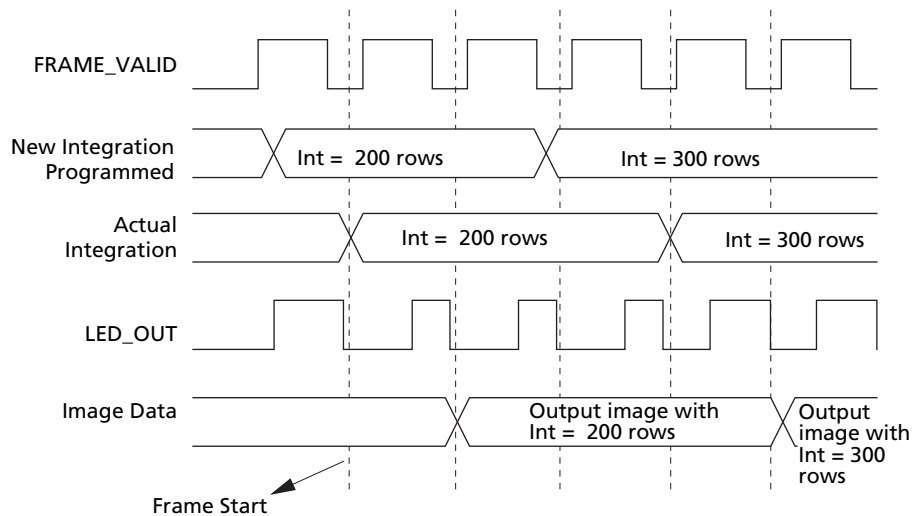 FRAME_VALID
New Integration
Programmed
Int = 200 rows
Int = 300 rows
Actual
Integration
Int = 200 rows
Int = 300 rows
LED_OUT
Image Data
Output image with
Int = 200 rows
Output
image with
Int = 300
rows
Frame Start